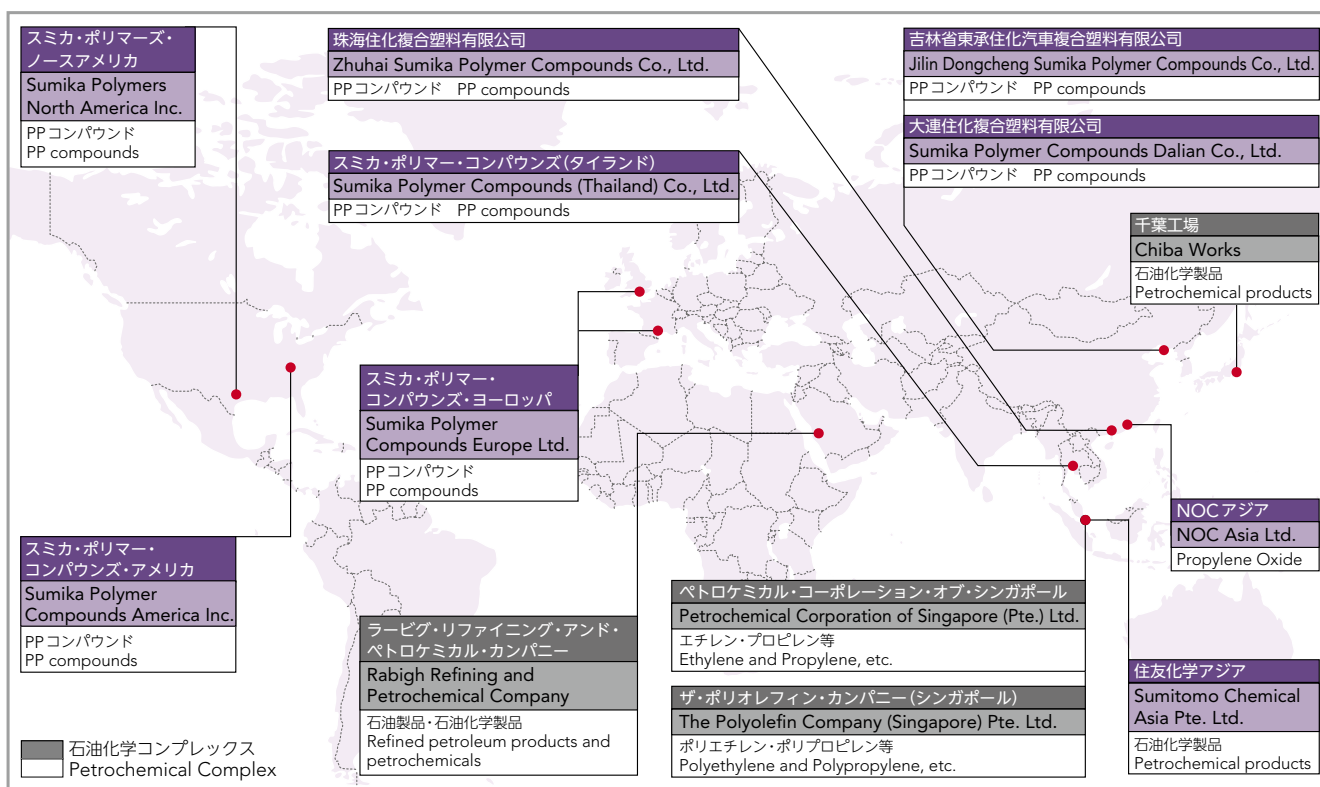 スミカ・ポリマーズ・
ノースアメリカ
Sumika Polymers
North America Inc.
PPコンパウンド
PP compounds
珠海住化複合塑料有限公司
Zhuhai Sumika Polymer Compounds Co., Ltd.
PPコンパウンド PP compounds
吉林省東承住化汽車複合塑料有限公司
Jilin Dongcheng Sumika Polymer Compounds Co., Ltd.
PPコンパウンド PP compounds
大連住化複合塑料有限公司
Sumika Polymer Compounds Dalian Co., Ltd.
PPコンパウンド PP compounds
スミカ・ポリマー・コンパウンズ(タイランド)
Sumika Polymer Compounds (Thailand) Co., Ltd.
PPコンパウンド PP compounds
千葉工場
Chiba Works
石油化学製品
Petrochemical products
スミカ・ポリマー・
コンパウンズ・ヨーロッパ
Sumika Polymer
Compounds Europe Ltd.
PPコンパウンド
PP compounds
NOCアジア
NOC Asia Ltd.
Propylene Oxide
スミカ・ポリマー・
コンパウンズ・アメリカ
Sumika Polymer
Compounds America Inc.
PPコンパウンド
PP compounds
ラービグ・リファイニング・アンド・
ペトロケミカル・カンパニー
Rabigh Refining and
Petrochemical Company
石油製品・石油化学製品
Refined petroleum products and
petrochemicals
ペトロケミカル・コーポレーション・オブ・シンガポール
Petrochemical Corporation of Singapore (Pte.) Ltd.
エチレン・プロピレン等
Ethylene and Propylene, etc.
ザ・ポリオレフィン・カンパニー(シンガポール)
The Polyolefin Company (Singapore) Pte. Ltd.
ポリエチレン・ポリプロピレン等
Polyethylene and Polypropylene, etc.
住友化学アジア
Sumitomo Chemical
Asia Pte. Ltd.
石油化学製品
Petrochemical products
石油化学コンプレックス
Petrochemical Complex